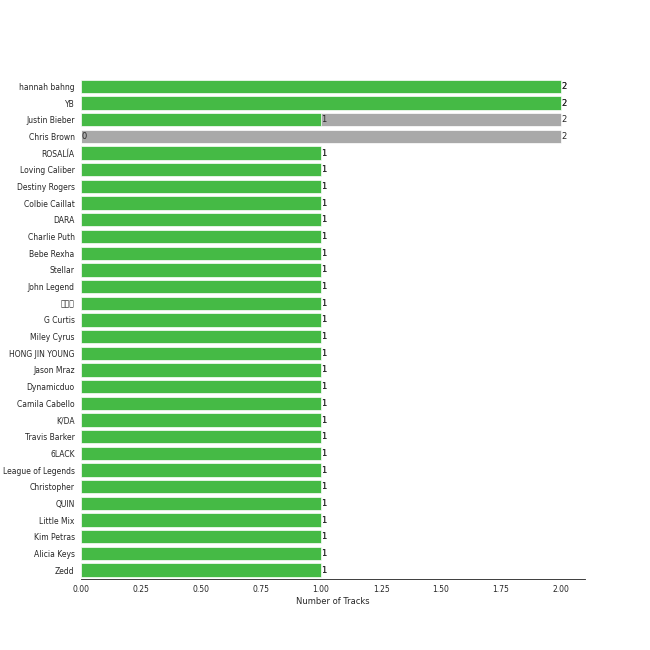 hannah bahng 2
YB 2
Justin Bieber 1 2
Chris Brown 0 2
ROSALÍA 1
Loving Caliber 1
Destiny Rogers 1
Colbie Caillat 1
DARA 1
Charlie Puth 1
Bebe Rexha 1
Stellar 1
John Legend 1
1
G Curtis 1
Miley Cyrus 1
HONG JIN YOUNG 1
Jason Mraz 1
Dynamicduo 1
Camila Cabello 1
K/DA 1
Travis Barker 1
6LACK 1
League of Legends 1
Christopher 1
QUIN 1
Little Mix 1
Kim Petras 1
Alicia Keys 1
Zedd 1
0.00 0.25 0.50 0.75 1.00 1.25 1.50 1.75 2.00
Number of Tracks